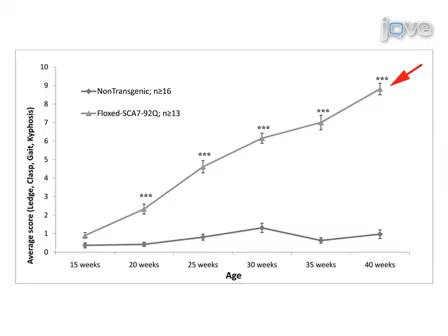 jove
10
9
8
7
6
5
4
3
2
1
0
Average score (Ledge, Clasp, Gait, Kyphosis)
NonTransgenic; n≥16
Floxed-SCA7-92Q; n≥13
***
***
***
***
***
15 weeks 20 weeks 25 weeks 30 weeks 35 weeks 40 weeks
Age